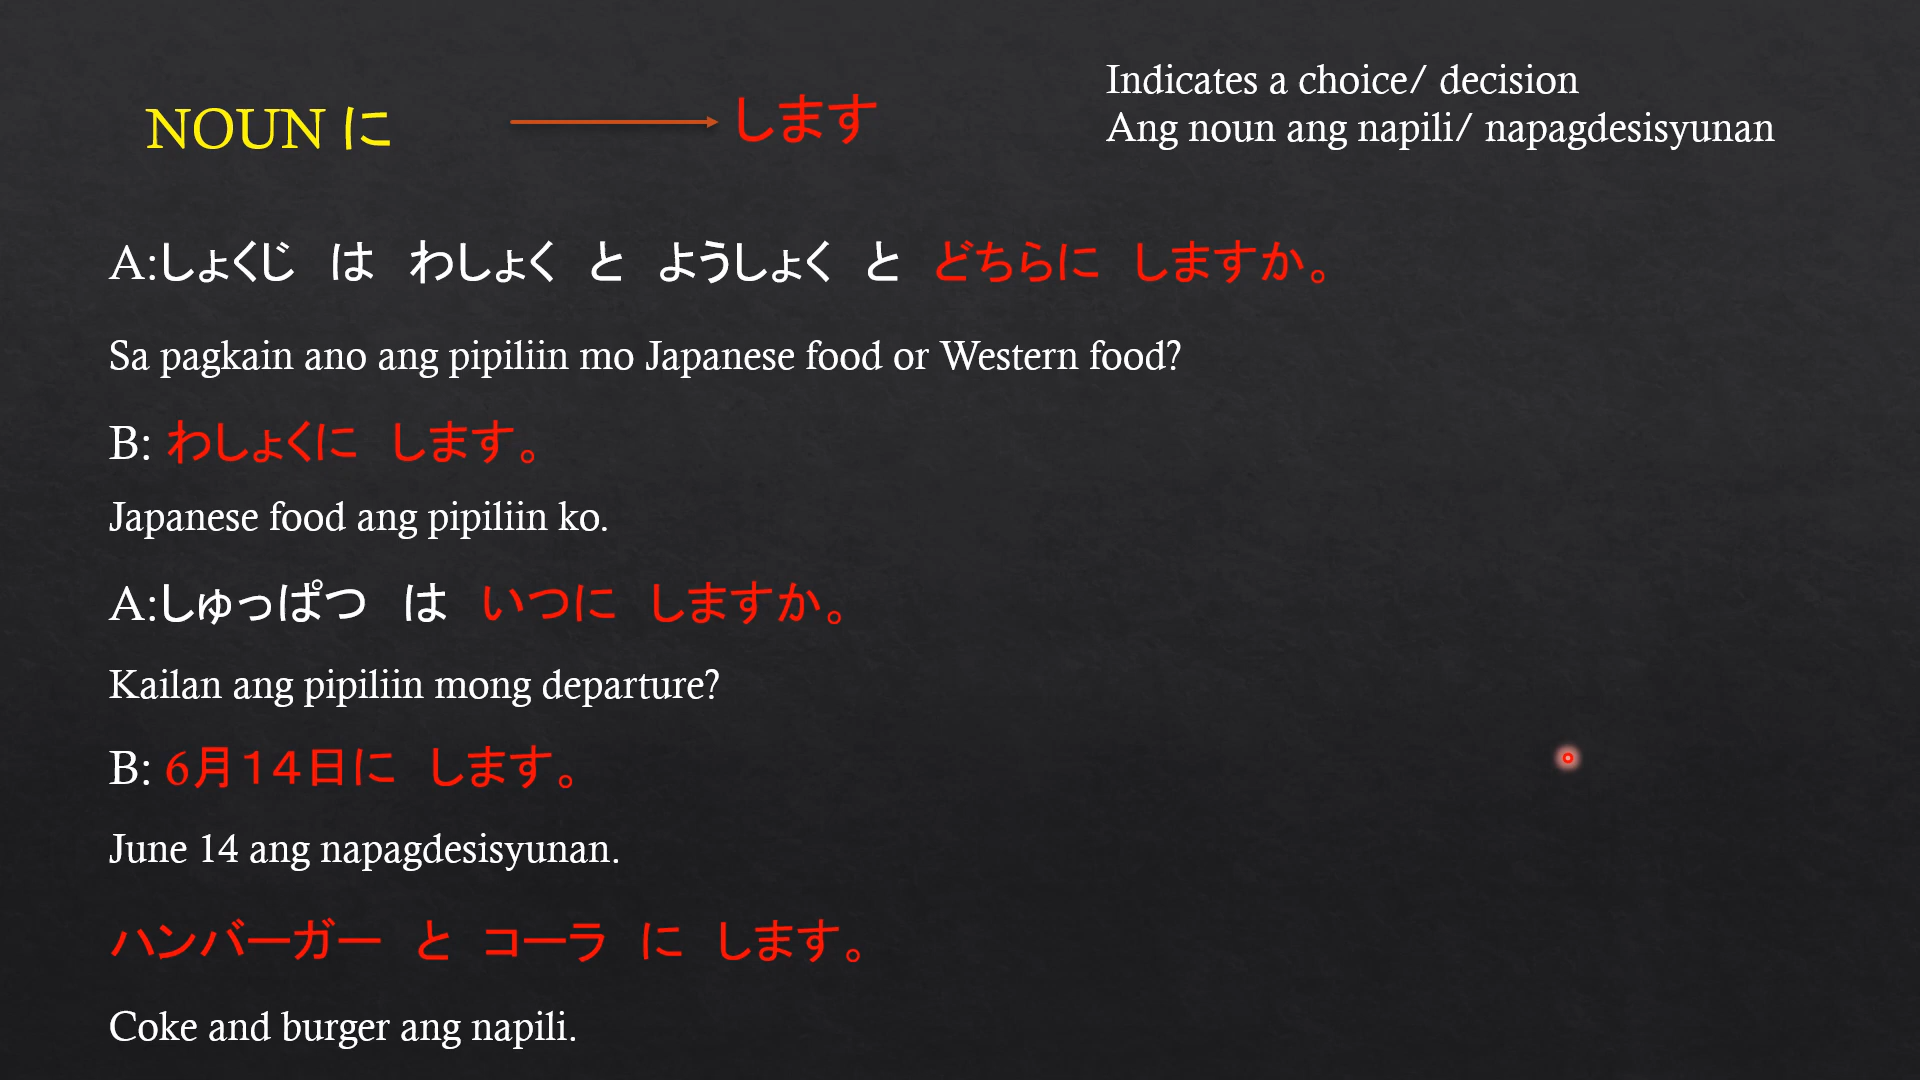 NOUN に
します
Indicates a choice/ decision
Ang noun ang napili/ napagdesisyunan
A:しょくじ　は　わしょく　と　ようしょく　と　どちらに　しますか。
Sa pagkain ano ang pipiliin mo Japanese food or Western food?
B: わしょくに　します。
Japanese food ang pipiliin ko.
A:しゅっぱつ　は　いつに　しますか。
Kailan ang pipiliin mong departure?
B: 6月１４日に　します。
June 14 ang napagdesisyunan.
ハンバーガー　と　コーラ　に　します。
Coke and burger ang napili.